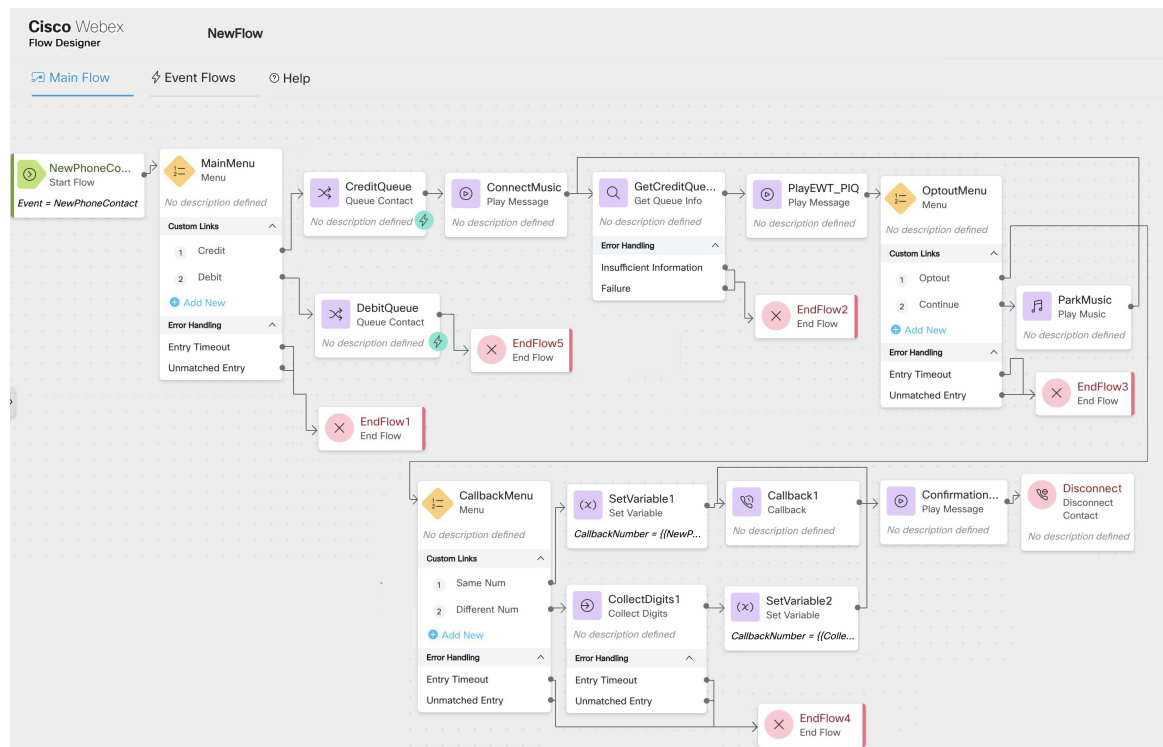 Cisco Webex
Flow Designer
NewFlow
Main Flow
Event Flows
Help
NewPhoneCo...
Start Flow
Event = NewPhoneContact
MainMenu
Menu
No description defined
Custom Links
1 Credit
2 Debit
Add New
Error Handling
Entry Timeout
Unmatched Entry
CreditQueue
Queue Contact
No description defined
ConnectMusic
Play Message
No description defined
GetCreditQue...
Get Queue Info
No description defined
Error Handling
Insufficient Information
Failure
PlayEWT_PIQ
Play Message
No description defined
OptoutMenu
Menu
No description defined
Custom Links
1 Optout
2 Continue
Add New
Error Handling
Entry Timeout
Unmatched Entry
ParkMusic
Play Music
No description defined
DebitQueue
Queue Contact
No description defined
EndFlow5
End Flow
EndFlow2
End Flow
EndFlow3
End Flow
EndFlow1
End Flow
CallbackMenu
Menu
No description defined
Custom Links
1 Same Num
2 Different Num
Add New
Error Handling
Entry Timeout
Unmatched Entry
SetVariable1
Set Variable
CallbackNumber = {{NewP...
Callback1
Callback
No description defined
Confirmation...
Play Message
No description defined
Disconnect
Disconnect
Contact
No description defined
CollectDigits1
Collect Digits
No description defined
Error Handling
Entry Timeout
Unmatched Entry
SetVariable2
Set Variable
CallbackNumber = {{Colle...
EndFlow4
End Flow